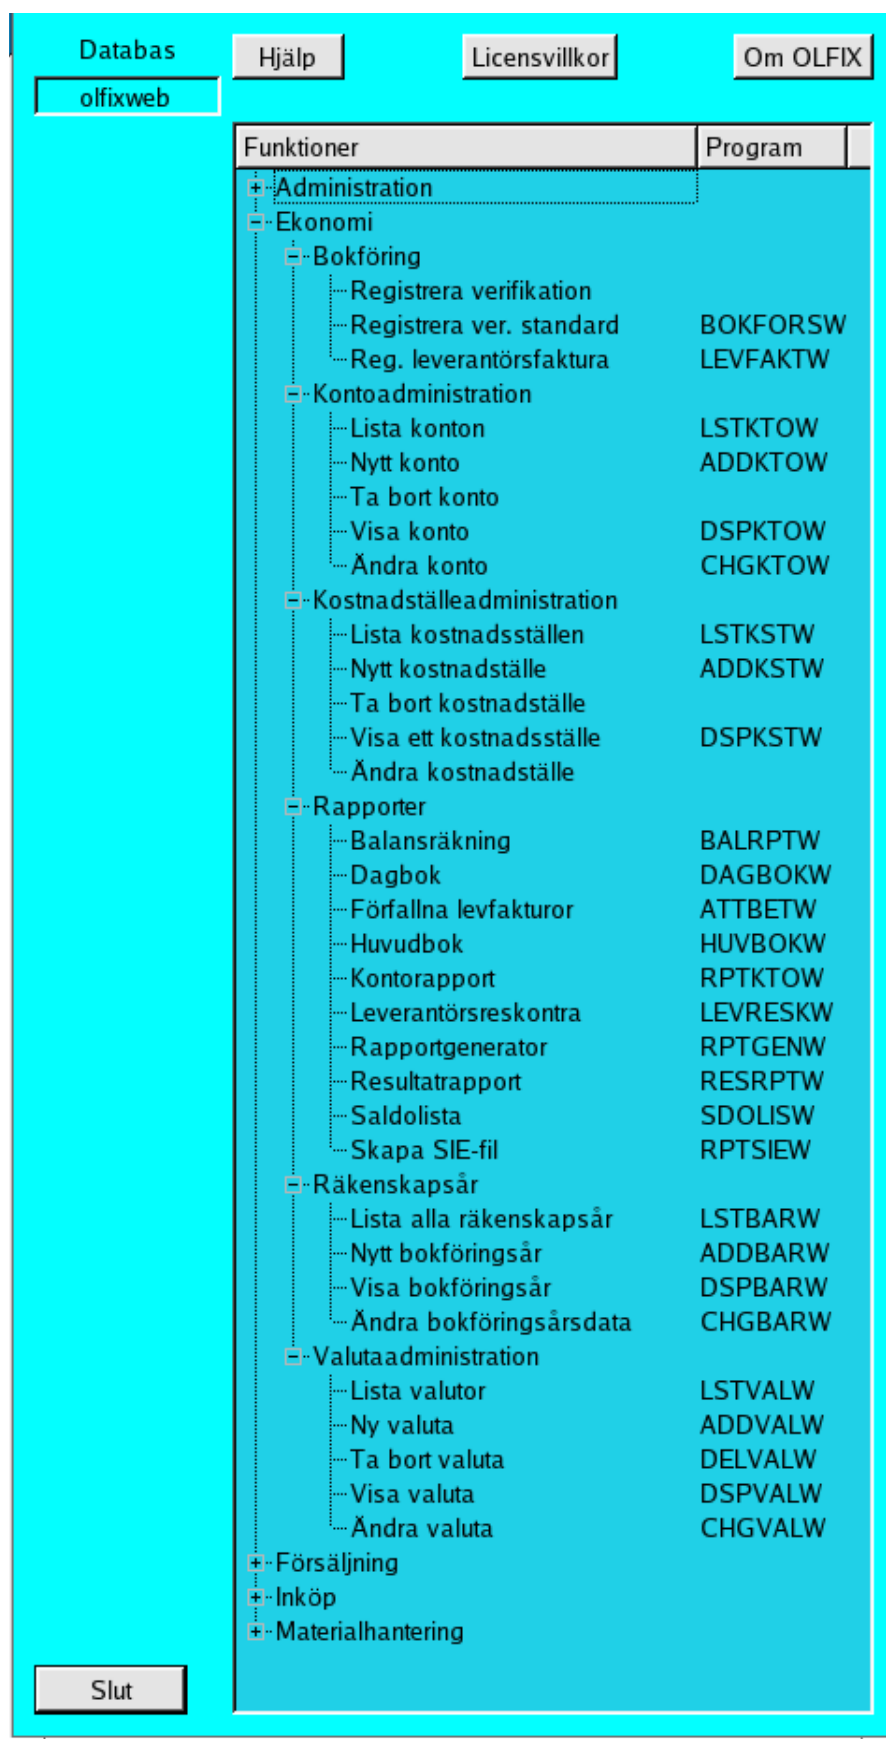 Databas
Hjälp
Licensvillkor
Om OLFIX
olfixweb
Funktioner Program
Administration
Ekonomi
Bokföring
Registrera verifikation
Registrera ver. standard BOKFORSW
Reg. leverantörsfaktura LEVFAKTW
Kontoadministration
Lista konton LSTKTOW
Nytt konto ADDKTOW
Ta bort konto
Visa konto DSPKTOW
Ändra konto CHGKTOW
Kostnadställeadministration
Lista kostnadsställen LSTKSTW
Nytt kostnadställe ADDKSTW
Ta bort kostnadställe
Visa ett kostnadsställe DSPKSTW
Ändra kostnadställe
Rapporter
Balansräkning BALRPTW
Dagbok DAGBOKW
Förfallna levfakturor ATTBETW
Huvudbok HUVBOKW
Kontorapport RPTKTOW
Leverantörsreskontra LEVRESKW
Rapportgenerator RPTGENW
Resultatrapport RESRPTW
Saldolista SDOLISW
Skapa SIE-fil RPTSIEW
Räkenskapsår
Lista alla räkenskapsår LSTBARW
Nytt bokföringsår ADDBARW
Visa bokföringsår DSPBARW
Ändra bokföringsårsdata CHGBARW
Valutaadministration
Lista valutor LSTVALW
Ny valuta ADDVALW
Ta bort valuta DELVALW
Visa valuta DSPVALW
Ändra valuta CHGVALW
Försäljning
Inköp
Materialhantering
Slut